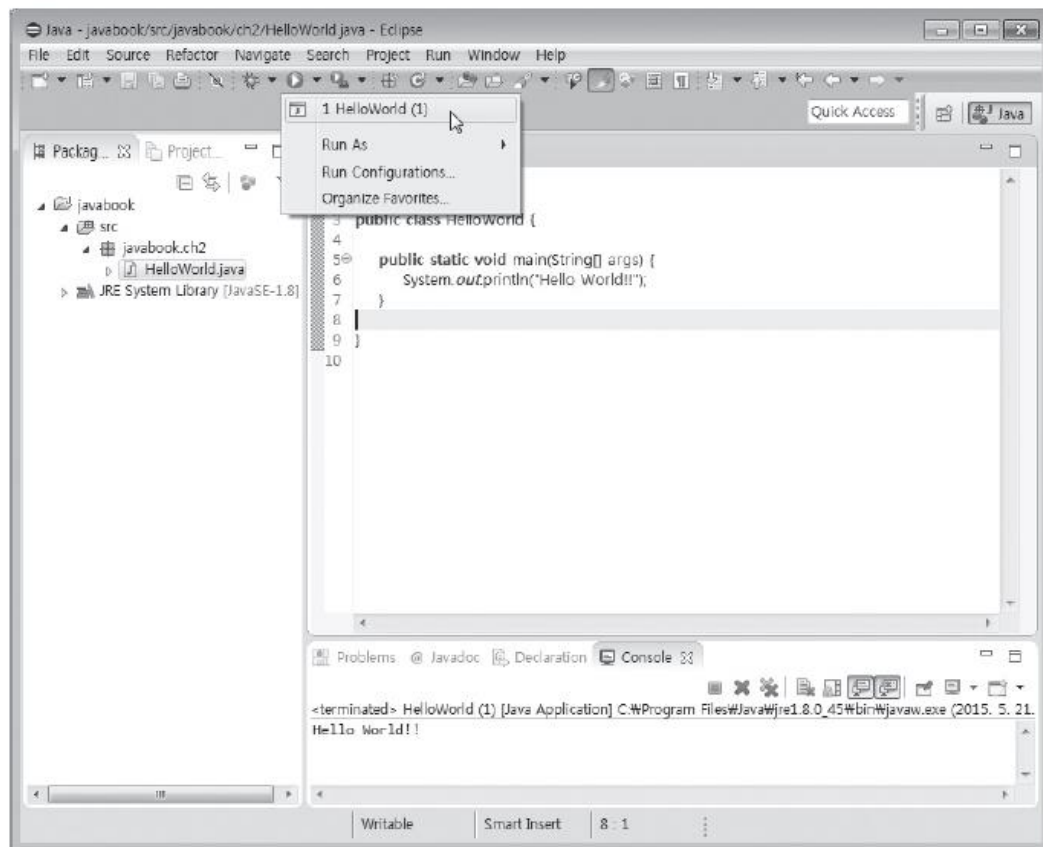 Java - javabook/src/javabook/ch2/HelloWorld.java - Eclipse
File Edit Source Refactor Navigate Search Project Run Window Help
Quick Access
Java
1 HelloWorld (1)
Run As
Run Configurations...
Organize Favorites...
Packag...
Project...
javabook
src
javabook.ch2
HelloWorld.java
JRE System Library [JavaSE-1.8]
3 public class HelloWorld {
4
5 public static void main(String[] args) {
6 System.out.println("Hello World!!");
7 }
8
9 }
10
Problems @ Javadoc Declaration Console
<terminated> HelloWorld (1) [Java Application] C:₩Program Files₩Java₩jre1.8.0_45₩bin₩javaw.exe (2015. 5. 21.
Hello World!!
Writable Smart Insert 8 : 1